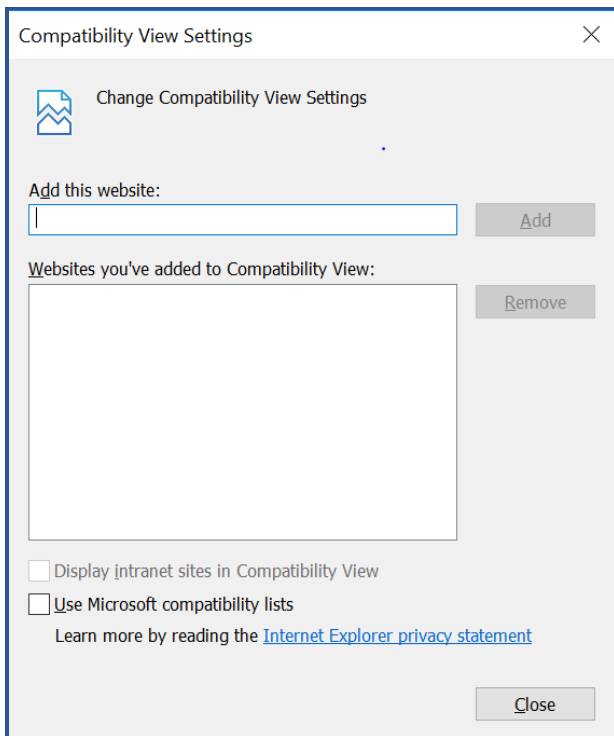 Compatibility View Settings
Change Compatibility View Settings
Add this website:
Add
Websites you've added to Compatibility View:
Remove
Display intranet sites in Compatibility View
Use Microsoft compatibility lists
Learn more by reading the Internet Explorer privacy statement
Close